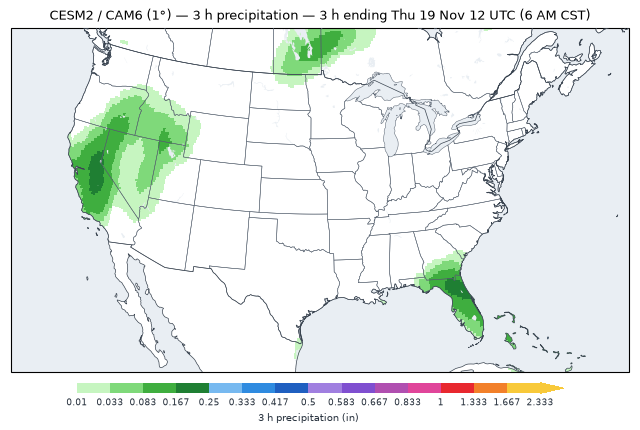 CESM2 / CAM6 (1°) — 3 h precipitation — 3 h ending Thu 19 Nov 12 UTC (6 AM CST)
0.01 0.033 0.083 0.167 0.25 0.333 0.417 0.5 0.583 0.667 0.833 1 1.333 1.667 2.333
3 h precipitation (in)